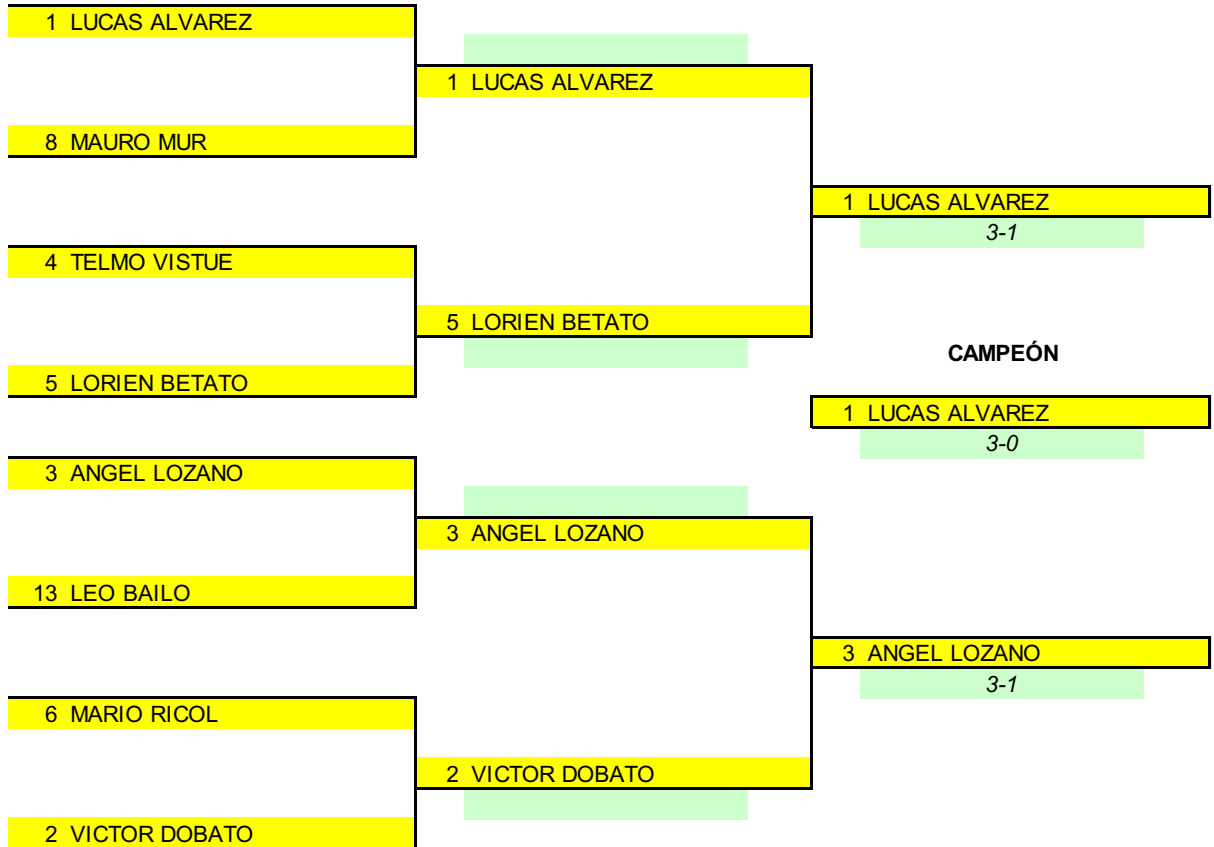 1 LUCAS ALVAREZ
1 LUCAS ALVAREZ
8 MAURO MUR
1 LUCAS ALVAREZ
3-1
4 TELMO VISTUE
5 LORIEN BETATO
CAMPEÓN
5 LORIEN BETATO
1 LUCAS ALVAREZ
3-0
3 ANGEL LOZANO
3 ANGEL LOZANO
13 LEO BAILO
3 ANGEL LOZANO
3-1
6 MARIO RICOL
2 VICTOR DOBATO
2 VICTOR DOBATO